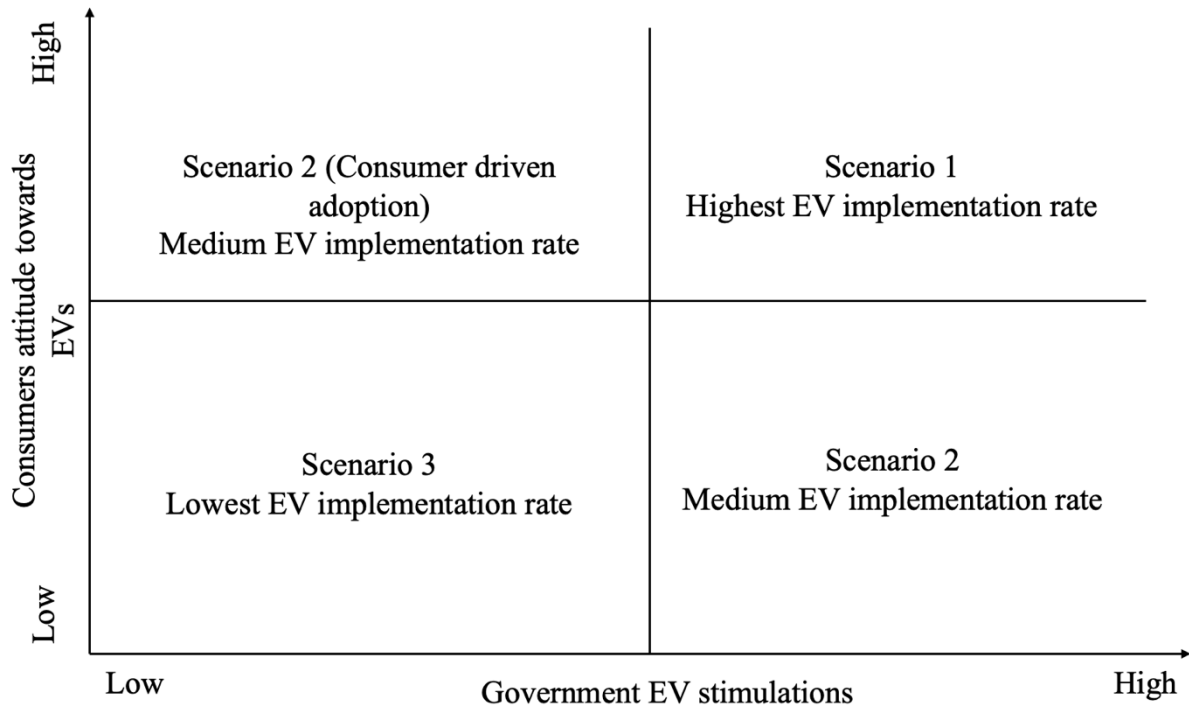 High
Scenario 2 (Consumer driven
adoption)
Medium EV implementation rate
Scenario 1
Highest EV implementation rate
Consumers attitude towards
EVs
Scenario 3
Lowest EV implementation rate
Scenario 2
Medium EV implementation rate
Low
Low
Government EV stimulations
High